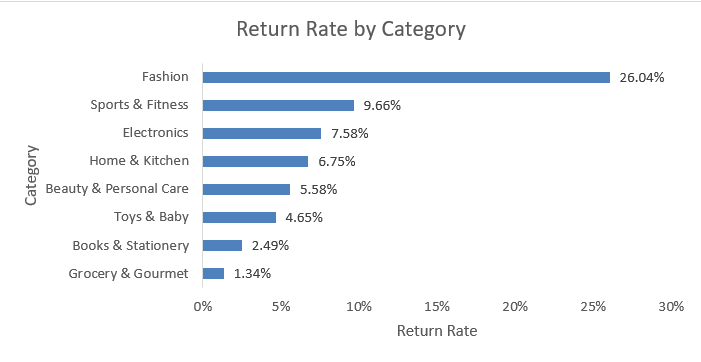 Return Rate by Category
Category
Fashion 26.04%
Sports & Fitness 9.66%
Electronics 7.58%
Home & Kitchen 6.75%
Beauty & Personal Care 5.58%
Toys & Baby 4.65%
Books & Stationery 2.49%
Grocery & Gourmet 1.34%
0% 5% 10% 15% 20% 25% 30%
Return Rate